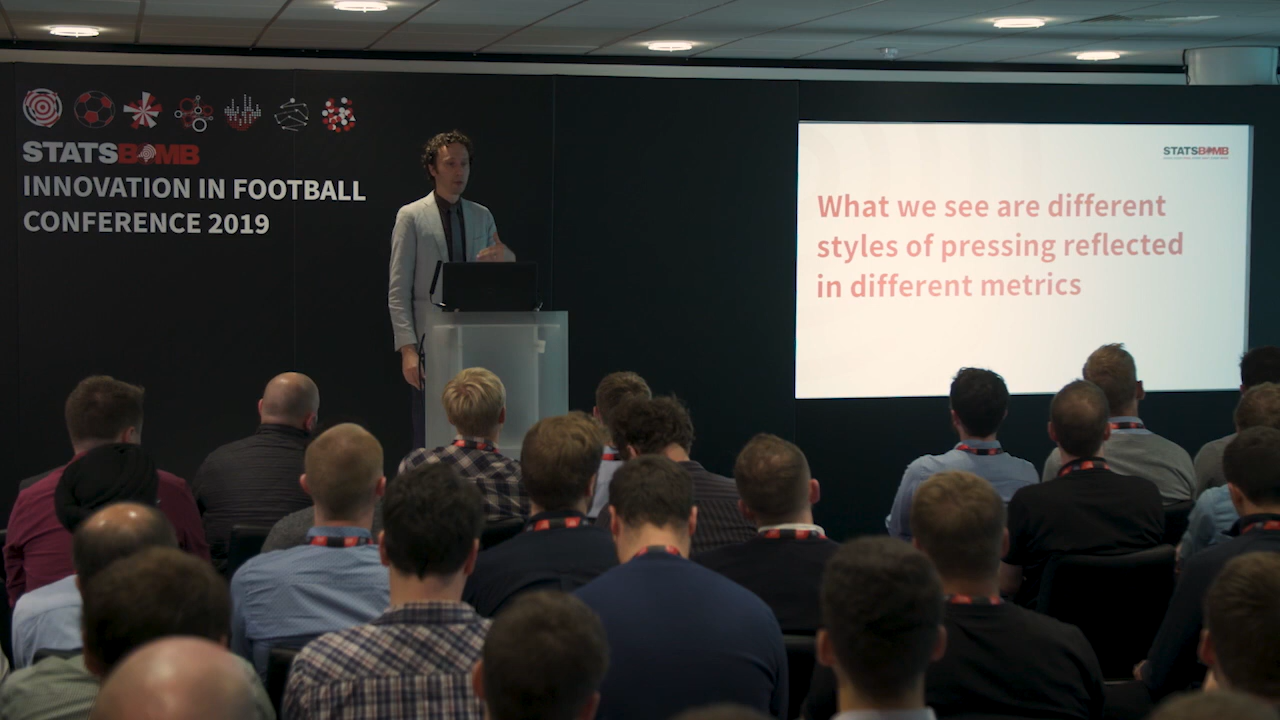 STATSBOMB
INNOVATION IN FOOTBALL
CONFERENCE 2019
STATSBOMB
What we see are different
styles of pressing reflected
in different metrics